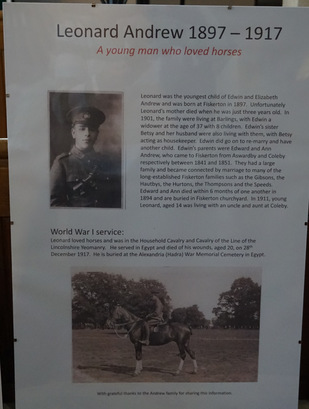 Leonard Andrew 1897 – 1917
A young man who loved horses
Leonard was the youngest child of Edwin and Elizabeth
Andrew and was born at Fiskerton in 1897. Unfortunately
Leonard's mother died when he was just three years old. In
1901, the family were living at Barlings, with Edwin a
widower at the age of 37 with 8 children. Edwin's sister
Betsy and her husband were also living with them, with Betsy
acting as housekeeper. Edwin did go on to re-marry and have
another child. Edwin's parents were Edward and Ann
Andrew, who came to Fiskerton from Aswardby and Coleby
respectively between 1841 and 1851. They had a large
family and became connected by marriage to many of the
long-established Fiskerton families such as the Gibsons, the
Hauthys, the Hurtons, the Thompsons and the Speeds.
Edward and Ann died within 6 months of one another in
1894 and are buried in Fiskerton churchyard. In 1911, young
Leonard, aged 14 was living with an uncle and aunt at Coleby.
World War I service:
Leonard loved horses and was in the Household Cavalry and Cavalry of the Line of the
Lincolnshire Yeomanry. He served in Egypt and died of his wounds, aged 20, on 28th
December 1917. He is buried at the Alexandria (Hadra) War Memorial Cemetery in Egypt.
With grateful thanks to the Andrew family for sharing this information.